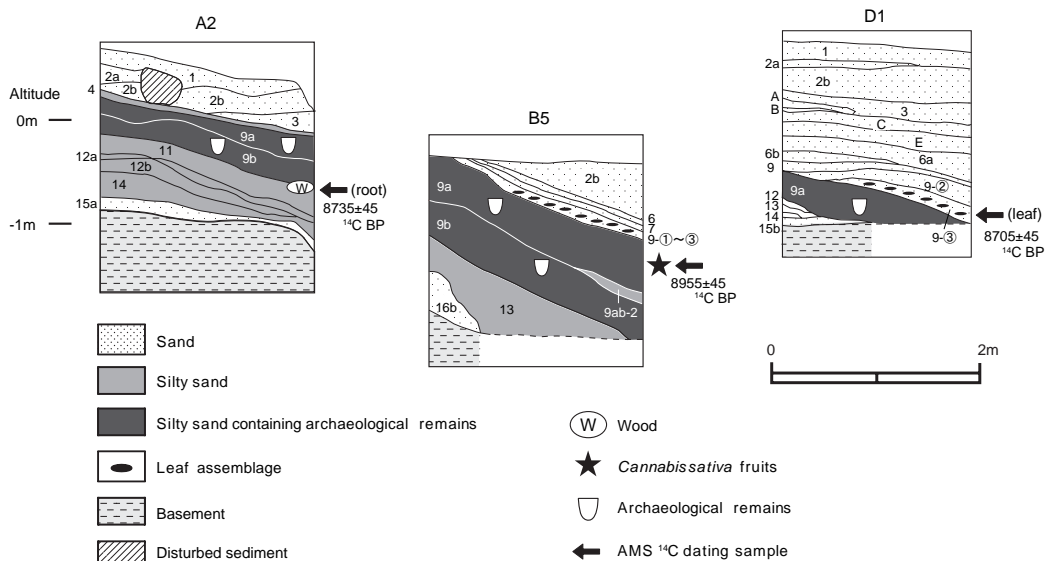 A2
Altitude
0m
-1m
4
12a
15a
2a
2b
1
2b
3
9a
9b
11
12b
14
W
(root)
8735±45
14C BP
B5
2b
9a
9b
6
7
9-①~③
8955±45
14C BP
9ab-2
13
16b
D1
1
2a
2b
A
B
3
C
E
6b
6a
9
9-②
9a
12
13
14
15b
9-③
(leaf)
8705±45
14C BP
0 2m
Sand
Silty sand
Silty sand containing archaeological remains
Leaf assemblage
Basement
Disturbed sediment
W Wood
Cannabis sativa fruits
Archaeological remains
AMS 14C dating sample